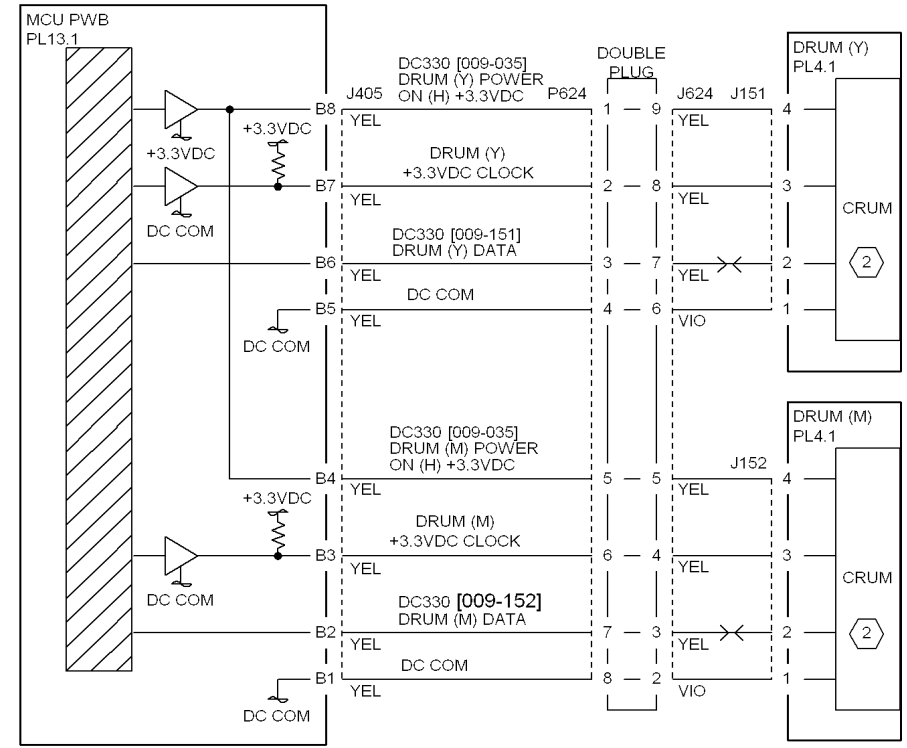 MCU PWB
PL13.1
DOUBLE
PLUG
DRUM (Y)
PL4.1
DC330 [009-035]
DRUM (Y) POWER
ON (H) +3.3VDC
B8 J405 P624 1 9 J624 J151 4
YEL YEL
+3.3VDC
+3.3VDC
DRUM (Y)
+3.3VDC CLOCK
B7 2 8 3
YEL YEL
DC COM
CRUM
DC330 [009-151]
DRUM (Y) DATA
B6 3 7 2 2
YEL YEL
DC COM
B5 4 6 1
YEL VIO
DC COM
DRUM (M)
PL4.1
DC330 [009-035]
DRUM (M) POWER
ON (H) +3.3VDC
J152
B4 5 5 4
YEL YEL
+3.3VDC
DRUM (M)
+3.3VDC CLOCK
B3 6 4 3
YEL YEL
DC COM
CRUM
DC330 [009-152]
DRUM (M) DATA
B2 7 3 2 2
YEL YEL
DC COM
B1 8 2 1
YEL VIO
DC COM